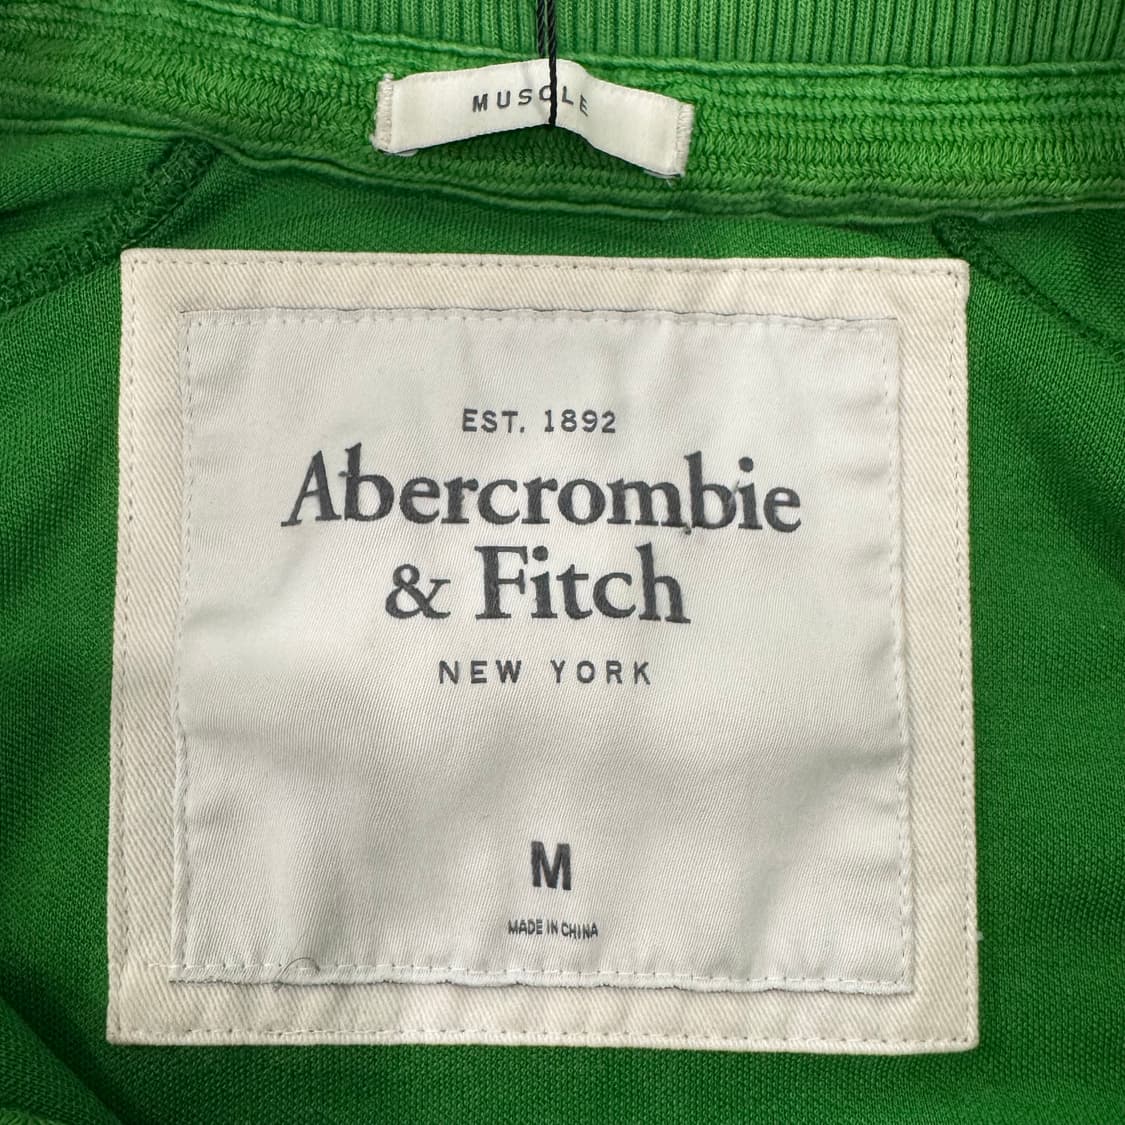 MUSCLE
EST. 1892
Abercrombie
& Fitch
NEW YORK
M
MADE IN CHINA